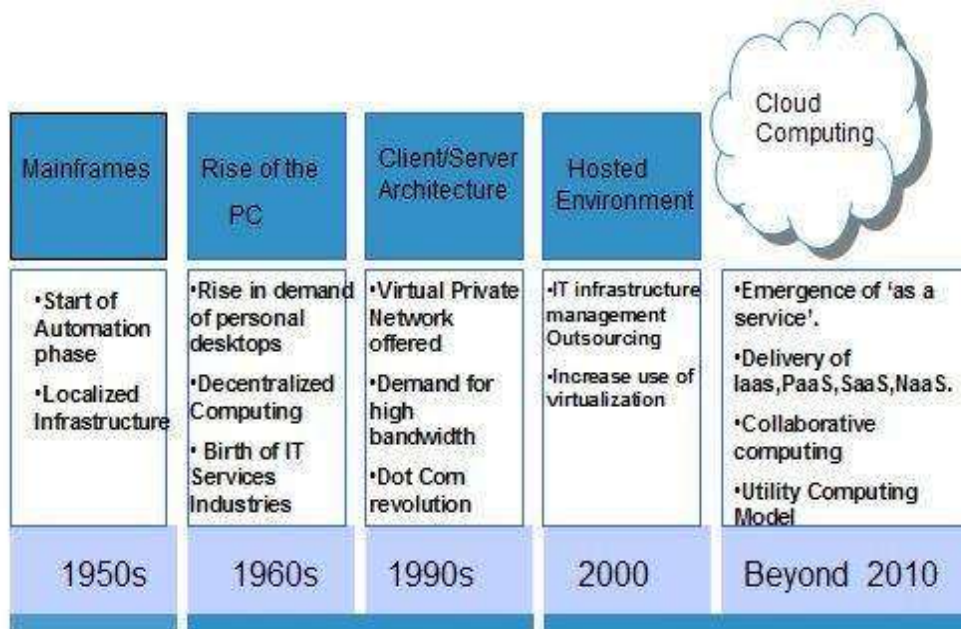 Cloud
Computing
Mainframes
Rise of the
PC
Client/Server
Architecture
Hosted
Environment
•Start of
Automation
phase
•Localized
Infrastructure
•Rise in demand
of personal
desktops
•Decentralized
Computing
• Birth of IT
Services
Industries
•Virtual Private
Network
offered
•Demand for
high
bandwidth
•Dot Com
revolution
•IT infrastructure
management
Outsourcing
•Increase use of
virtualization
•Emergence of ‘as a
service’.
•Delivery of
Iaas,PaaS,SaaS,NaaS.
•Collaborative
computing
•Utility Computing
Model
1950s
1960s
1990s
2000
Beyond 2010